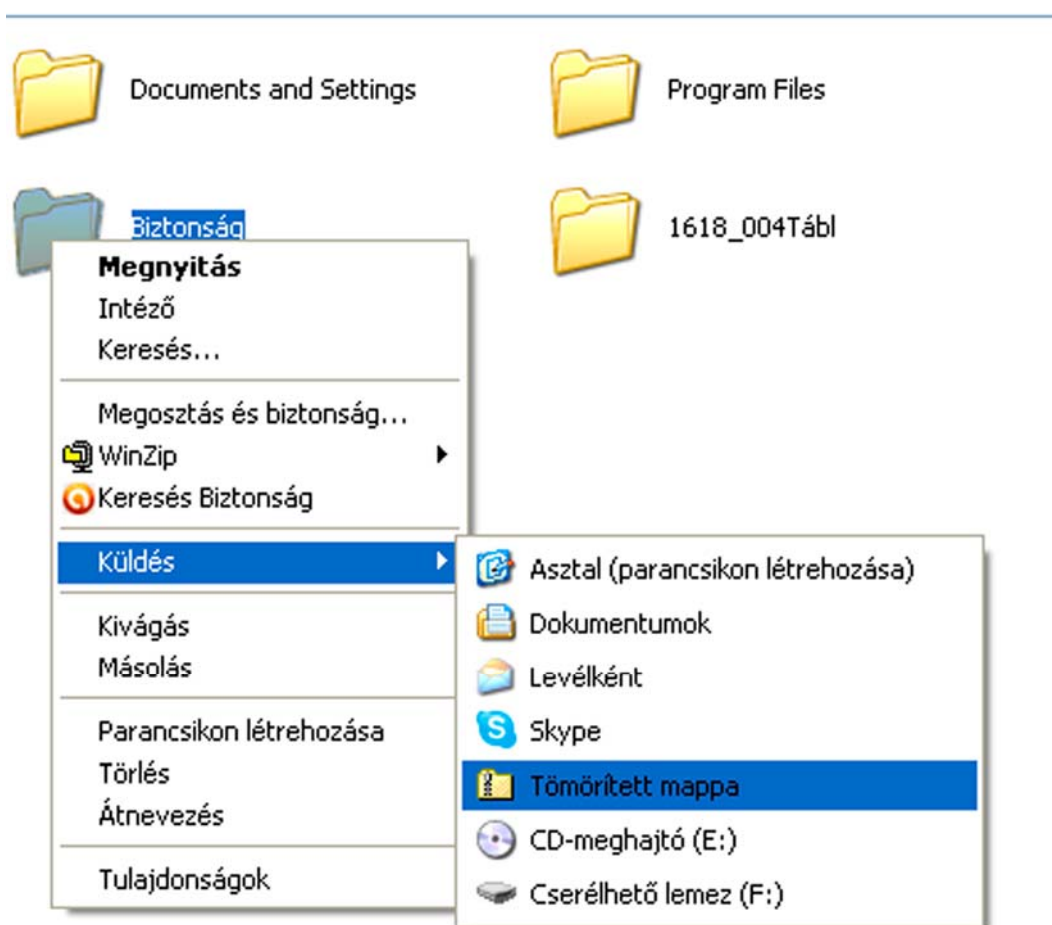 Documents and Settings
Program Files
Biztonság
1618_004Tábl
Megnyitás
Intéző
Keresés...
Megosztás és biztonság...
WinZip
Keresés Biztonság
Küldés
Kivágás
Másolás
Parancsikon létrehozása
Törlés
Átnevezés
Tulajdonságok
Asztal (parancsikon létrehozása)
Dokumentumok
Levélként
Skype
Tömörített mappa
CD-meghajtó (E:)
Cserélhető lemez (F:)